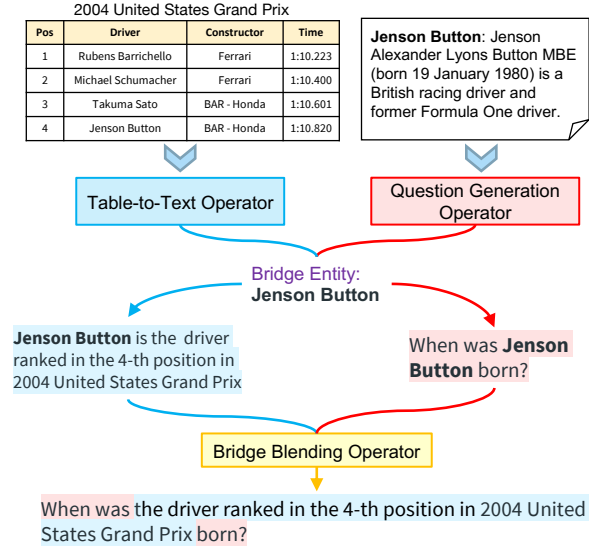 2004 United States Grand Prix
Pos Driver Constructor Time
1 Rubens Barrichello Ferrari 1:10.223
2 Michael Schumacher Ferrari 1:10.400
3 Takuma Sato BAR - Honda 1:10.601
4 Jenson Button BAR - Honda 1:10.820
Jenson Button: Jenson
Alexander Lyons Button MBE
(born 19 January 1980) is a
British racing driver and
former Formula One driver.
Table-to-Text Operator
Question Generation
Operator
Bridge Entity:
Jenson Button
Jenson Button is the driver
ranked in the 4-th position in
2004 United States Grand Prix
When was Jenson
Button born?
Bridge Blending Operator
When was the driver ranked in the 4-th position in 2004 United
States Grand Prix born?